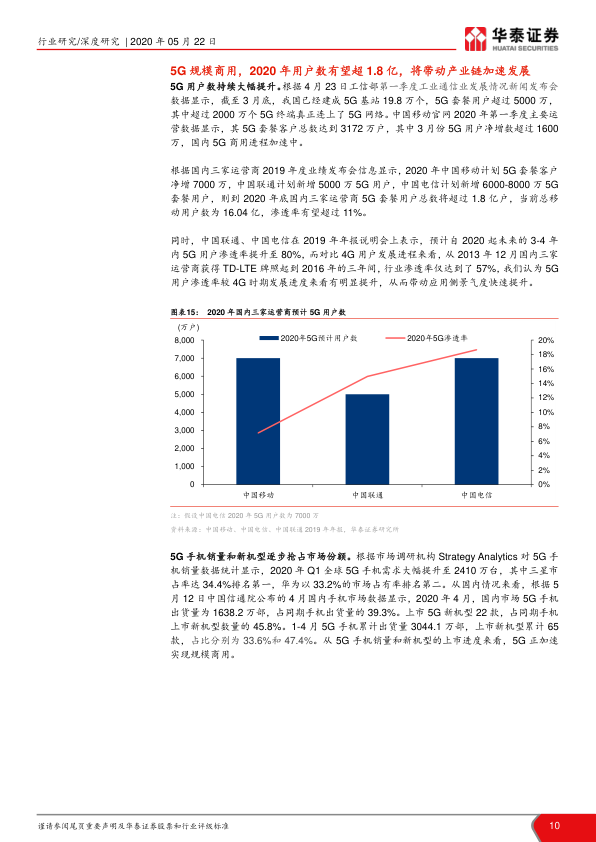 行业研究/深度研究 | 2020 年 05 月 22 日
华泰证券
HUATAI SECURITIES
5G 规模商用，2020 年用户数有望超 1.8 亿，将带动产业链加速发展
5G 用户数持续大幅提升。根据 4 月 23 日工信部第一季度工业通信业发展情况新闻发布会
数据显示，截至 3 月底，我国已经建成 5G 基站 19.8 万个，5G 套餐用户超过 5000 万，
其中超过 2000 万个 5G 终端真正连上了 5G 网络。中国移动官网 2020 年第一季度主要运
营数据显示，其 5G 套餐客户总数达到 3172 万户，其中 3 月份 5G 用户净增数超过 1600
万，国内 5G 商用进程加速中。
根据国内三家运营商 2019 年度业绩发布会信息显示，2020 年中国移动计划 5G 套餐客户
净增 7000 万，中国联通计划新增 5000 万 5G 用户，中国电信计划新增 6000-8000 万 5G
套餐用户，则到 2020 年底国内三家运营商 5G 套餐用户总数将超过 1.8 亿户，当前总移
动用户数为 16.04 亿，渗透率有望超过 11%。
同时，中国联通、中国电信在 2019 年年报说明会上表示，预计自 2020 起未来的 3-4 年
内 5G 用户渗透率提升至 80%，而对比 4G 用户发展进程来看，从 2013 年 12 月国内三家
运营商获得 TD-LTE 牌照起到 2016 年的三年间，行业渗透率仅达到了 57%，我们认为 5G
用户渗透率较 4G 时期发展进度来看有明显提升，从而带动应用侧景气度快速提升。
图表15： 2020 年国内三家运营商预计 5G 用户数
(万户)
2020年5G预计用户数 2020年5G渗透率
8,000 20%
18%
7,000
16%
6,000
14%
5,000
12%
4,000 10%
8%
3,000
6%
2,000
4%
1,000
2%
0 0%
中国移动 中国联通 中国电信
注：假设中国电信 2020 年 5G 用户数为 7000 万
资料来源：中国移动、中国电信、中国联通 2019 年年报，华泰证券研究所
5G 手机销量和新机型逐步抢占市场份额。根据市场调研机构 Strategy Analytics 对 5G 手
机销量数据统计显示，2020 年 Q1 全球 5G 手机需求大幅提升至 2410 万台，其中三星市
占率达 34.4%排名第一，华为以 33.2%的市场占有率排名第二。从国内情况来看，根据 5
月 12 日中国信通院公布的 4 月国内手机市场数据显示，2020 年 4 月，国内市场 5G 手机
出货量为 1638.2 万部，占同期手机出货量的 39.3%。上市 5G 新机型 22 款，占同期手机
上市新机型数量的 45.8%。1-4 月 5G 手机累计出货量 3044.1 万部，上市新机型累计 65
款，占比分别为 33.6%和 47.4%。从 5G 手机销量和新机型的上市进度来看，5G 正加速
实现规模商用。
谨请参阅尾页重要声明及华泰证券股票和行业评级标准
10